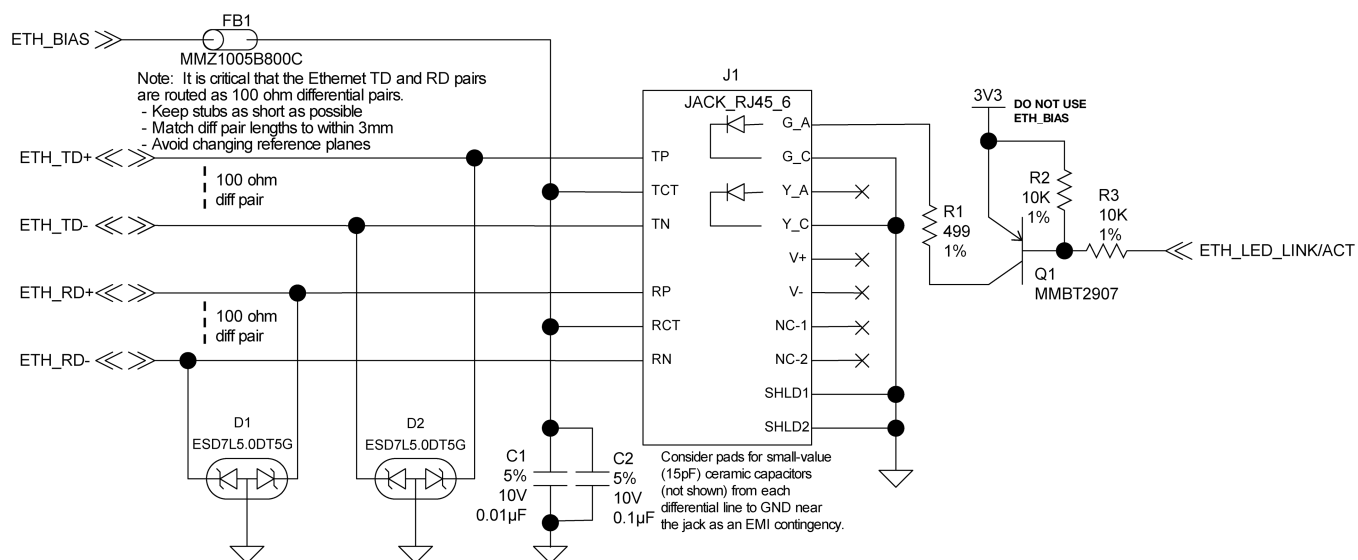 FB1
ETH_BIAS
MMZ1005B800C
Note: It is critical that the Ethernet TD and RD pairs
are routed as 100 ohm differential pairs.
- Keep stubs as short as possible
- Match diff pair lengths to within 3mm
- Avoid changing reference planes
ETH_TD+
100 ohm
diff pair
ETH_TD-
ETH_RD+
100 ohm
diff pair
ETH_RD-
D1
ESD7L5.0DT5G
D2
ESD7L5.0DT5G
C1
5%
10V
0.01µF
C2
5%
10V
0.1µF
J1
JACK_RJ45_6
TP
TCT
TN
RP
RCT
RN
G_A
G_C
Y_A
Y_C
V+
V-
NC-1
NC-2
SHLD1
SHLD2
Consider pads for small-value
(15pF) ceramic capacitors
(not shown) from each
differential line to GND near
the jack as an EMI contingency.
3V3
DO NOT USE
ETH_BIAS
R1
499
1%
R2
10K
1%
R3
10K
1%
Q1
MMBT2907
ETH_LED_LINK/ACT